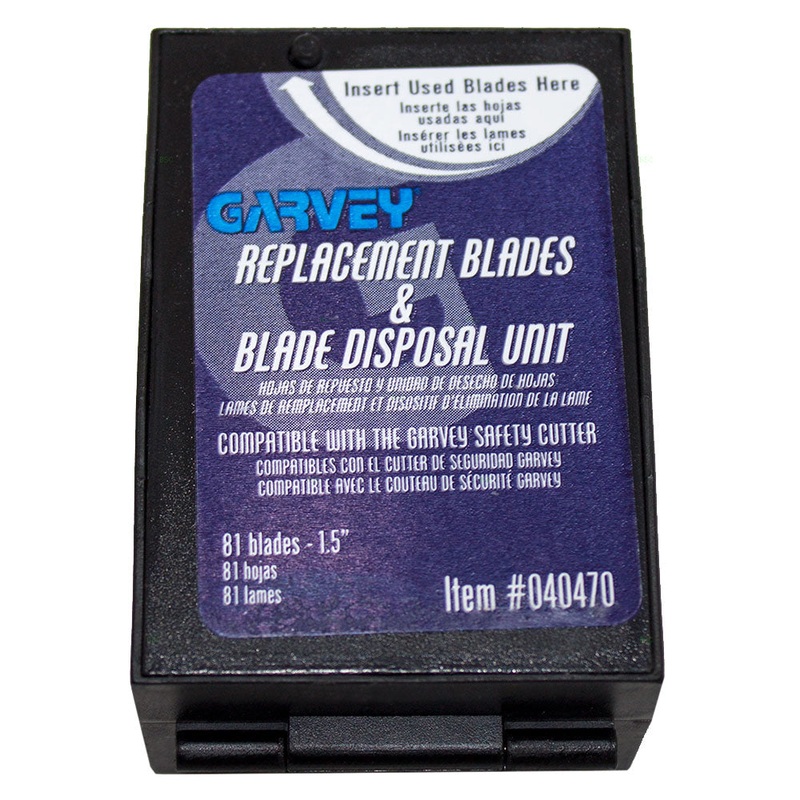 Insert Used Blades Here
Inserte las hojas
usadas aquí
Insérer les lames
utilisées ici
GARVEY
REPLACEMENT BLADES
&
BLADE DISPOSAL UNIT
HOJAS DE REPUESTO Y UNIDAD DE DESECHO DE HOJAS
LAMES DE REMPLACEMENT ET DISOSITIF D'ELIMINATION DE LA LAME
COMPATIBLE WITH THE GARVEY SAFETY CUTTER
COMPATIBLES CON EL CUTTER DE SEGURIDAD GARVEY
COMPATIBLE AVEC LE COUTEAU DE SÉCURITÉ GARVEY
81 blades - 1.5”
81 hojas
81 lames
Item #040470